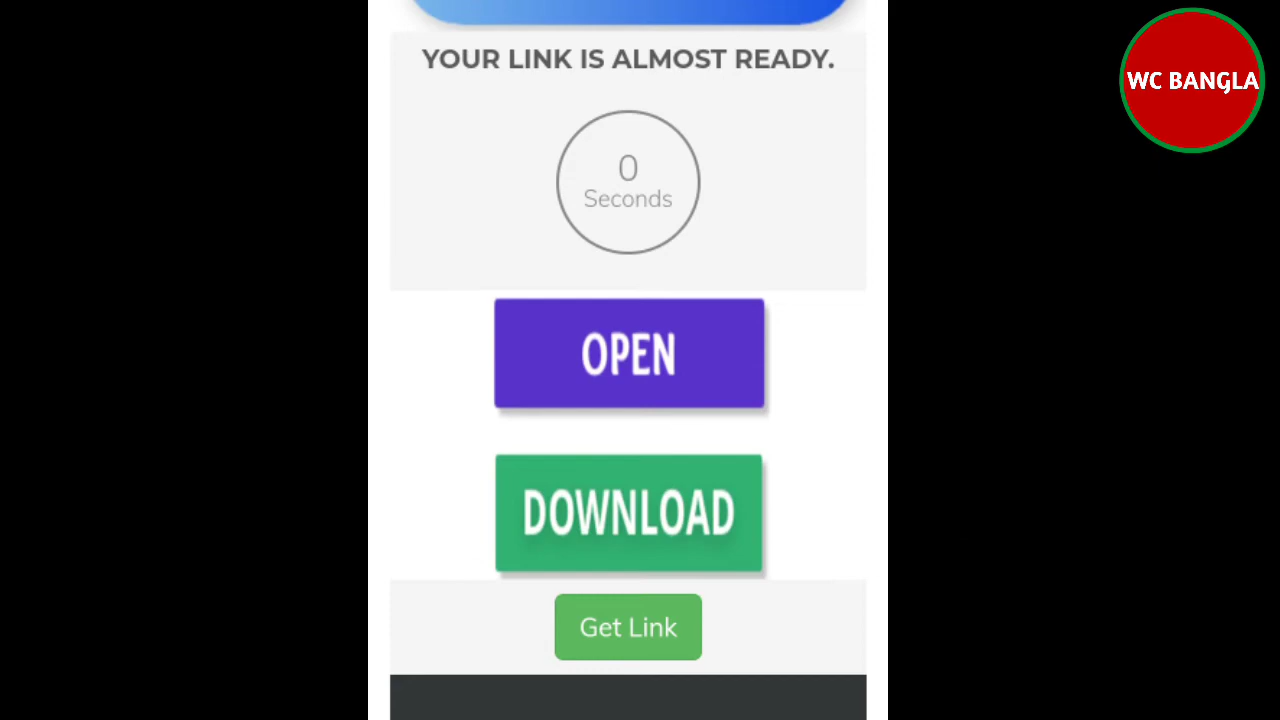 WC BANGLA
YOUR LINK IS ALMOST READY.
0
Seconds
OPEN
DOWNLOAD
Get Link